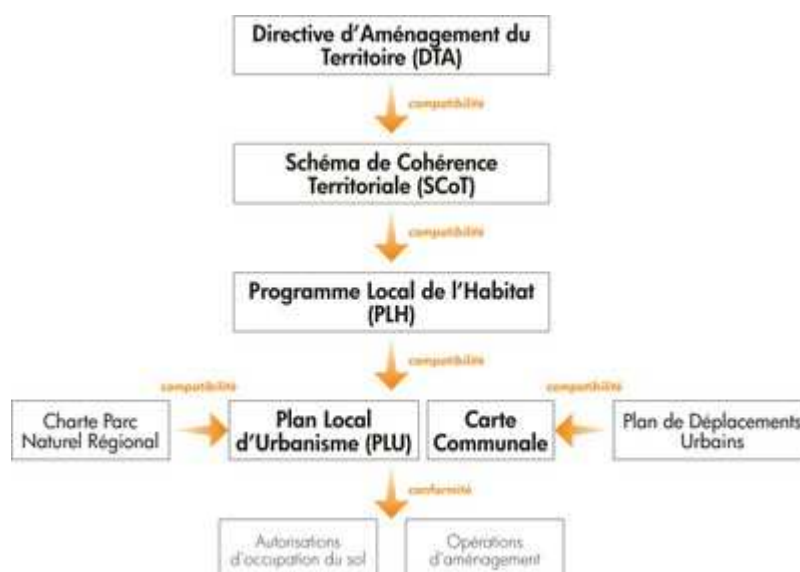 Directive d'Aménagement du
Territoire (DTA)
compatibilité
Schéma de Cohérence
Territoriale (SCoT)
compatibilité
Programme Local de l'Habitat
(PLH)
compatibilité
compatibilité
compatibilité
Charte Parc
Naturel Régional
Plan Local
d'Urbanisme (PLU)
Carte
Communale
Plan de Déplacements
Urbains
conformité
Autorisations
d'occupation du sol
Opérations
d'aménagement